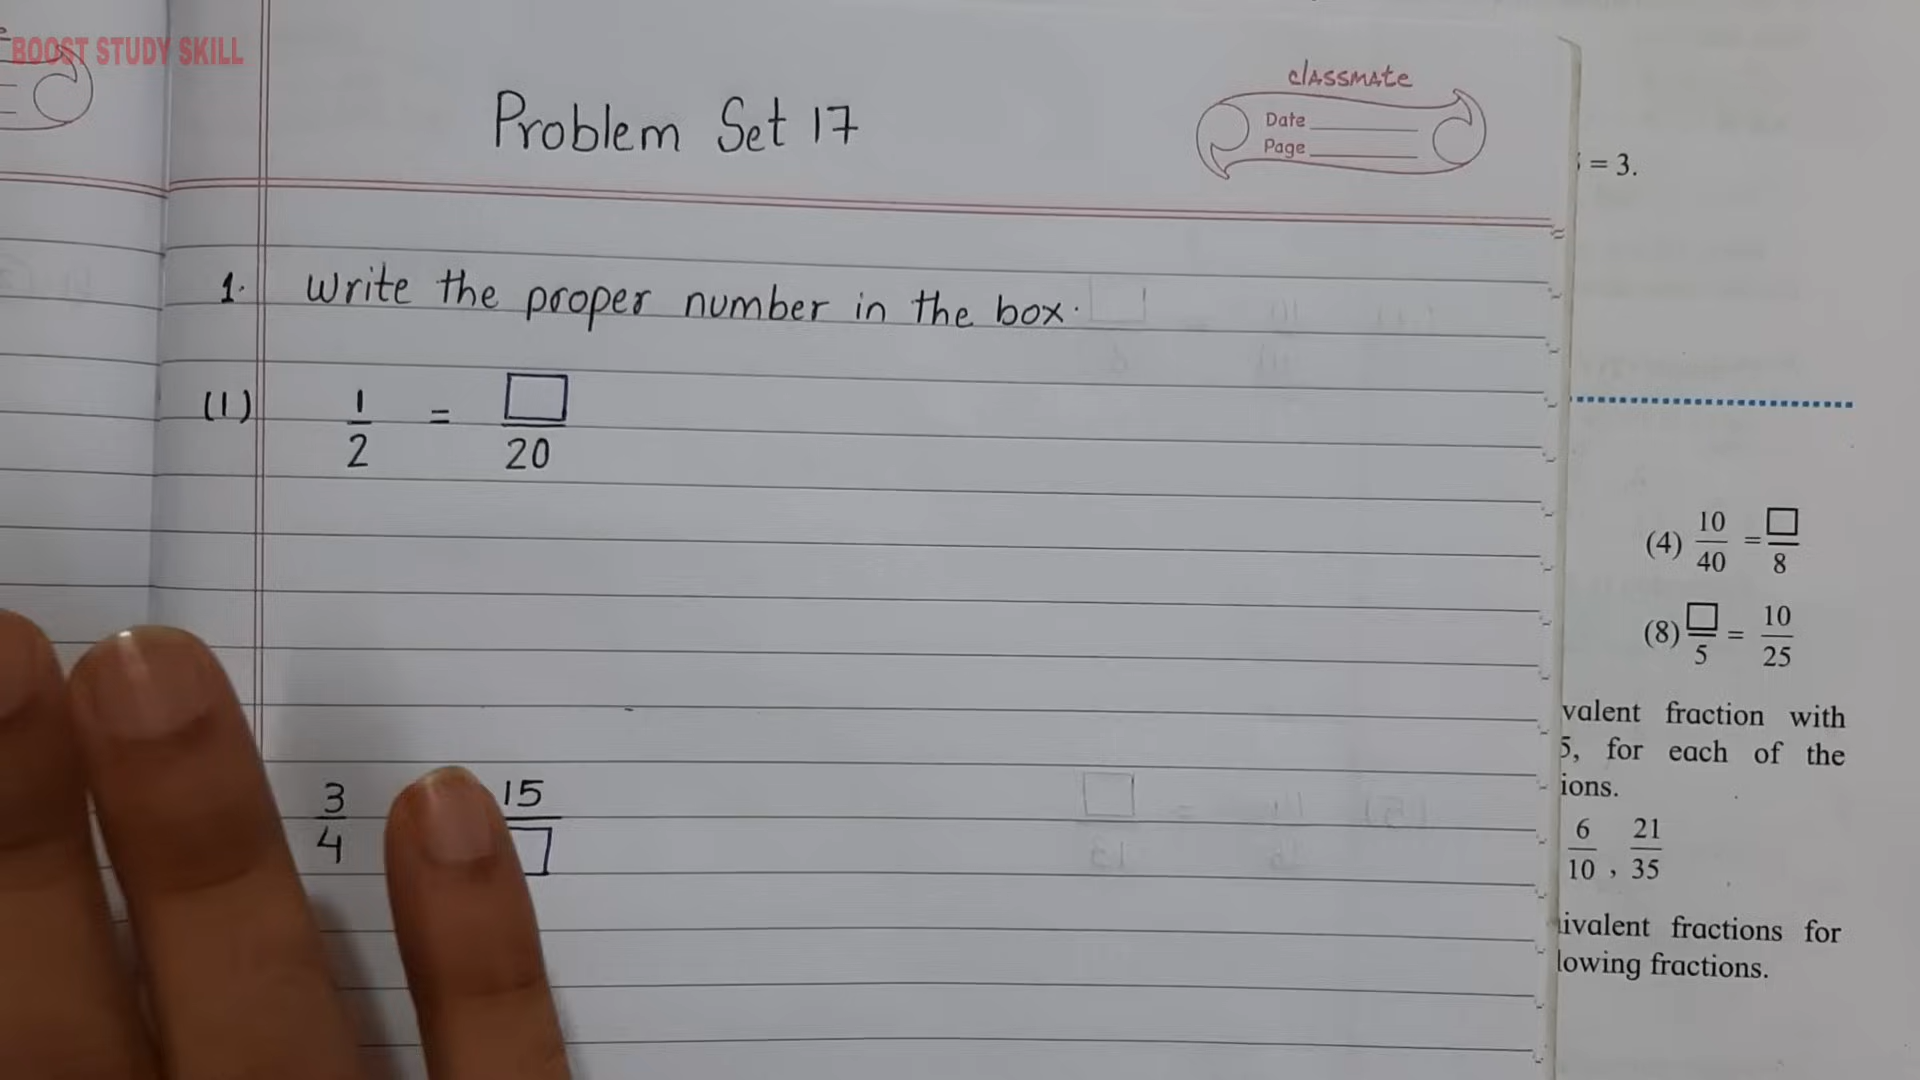 BOOST STUDY SKILL
classmate
Date
Page
Problem Set 17
1. Write the proper number in the box.
(1) 1/2 = □/20
3/4 15/□
= 3.
(4) 10/40 = □/8
(8) □/5 = 10/25
valent fraction with
5, for each of the
ions.
6/10 , 21/35
ivalent fractions for
lowing fractions.